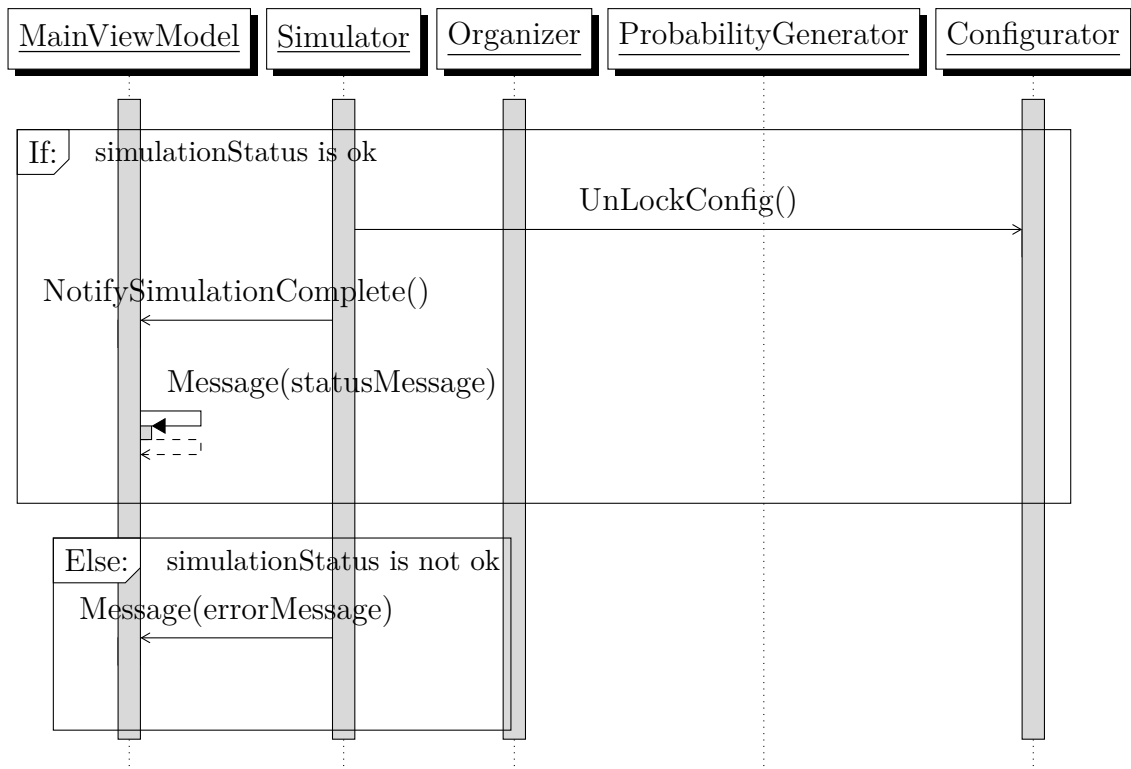 MainViewModel
Simulator
Organizer
ProbabilityGenerator
Configurator
If:
simulationStatus is ok
UnLockConfig()
NotifySimulationComplete()
Message(statusMessage)
Else:
simulationStatus is not ok
Message(errorMessage)